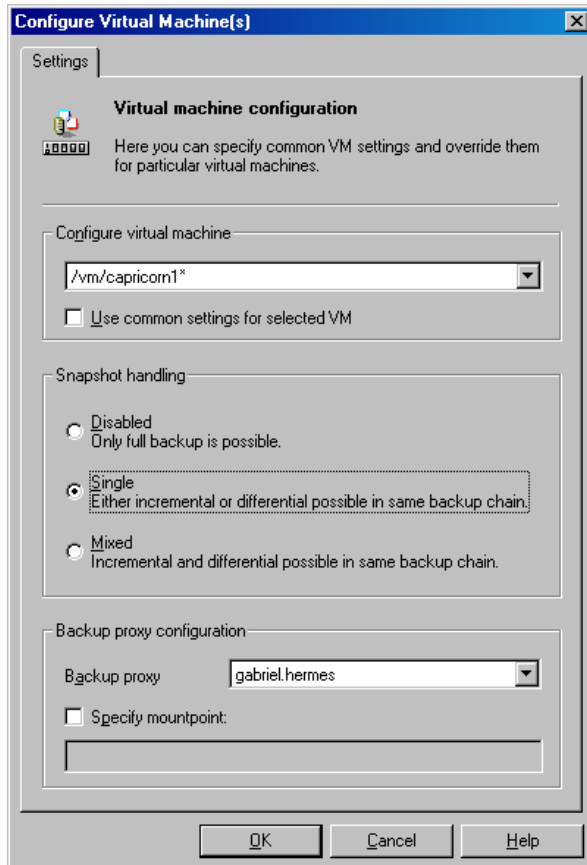 Configure Virtual Machine(s)
Settings
Virtual machine configuration
Here you can specify common VM settings and override them
for particular virtual machines.
Configure virtual machine
/vm/capricorn1*
Use common settings for selected VM
Snapshot handling
Disabled
Only full backup is possible.
Single
Either incremental or differential possible in same backup chain.
Mixed
Incremental and differential possible in same backup chain.
Backup proxy configuration
Backup proxy gabriel.hermes
Specify mountpoint:
OK Cancel Help